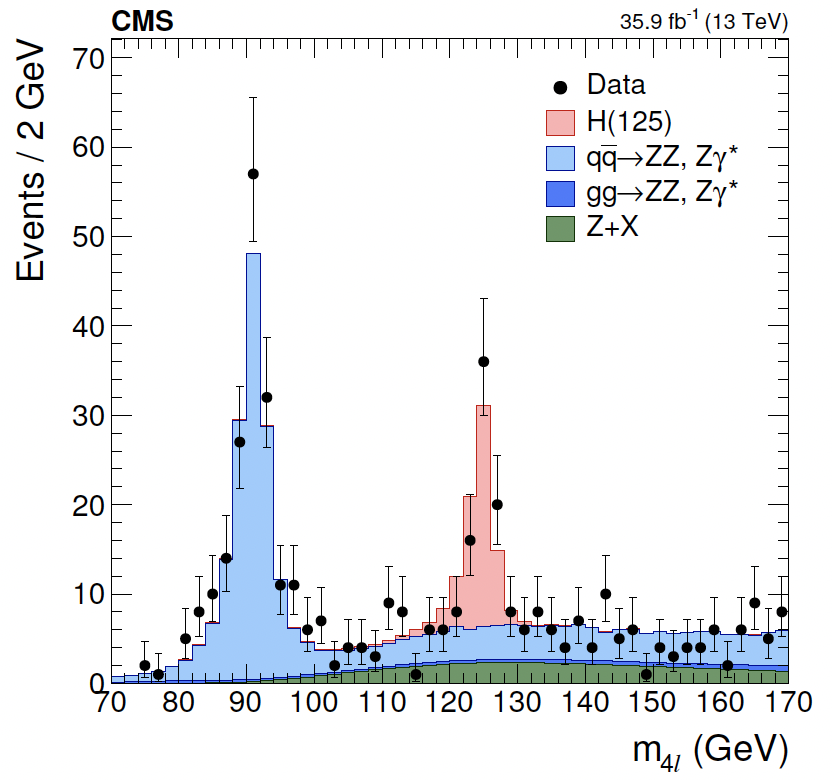 CMS
35.9 fb⁻¹ (13 TeV)
Events / 2 GeV
70
60
50
40
30
20
10
0
Data
H(125)
qq̄→ZZ, Zγ*
gg→ZZ, Zγ*
Z+X
70 80 90 100 110 120 130 140 150 160 170
m₄ₗ (GeV)